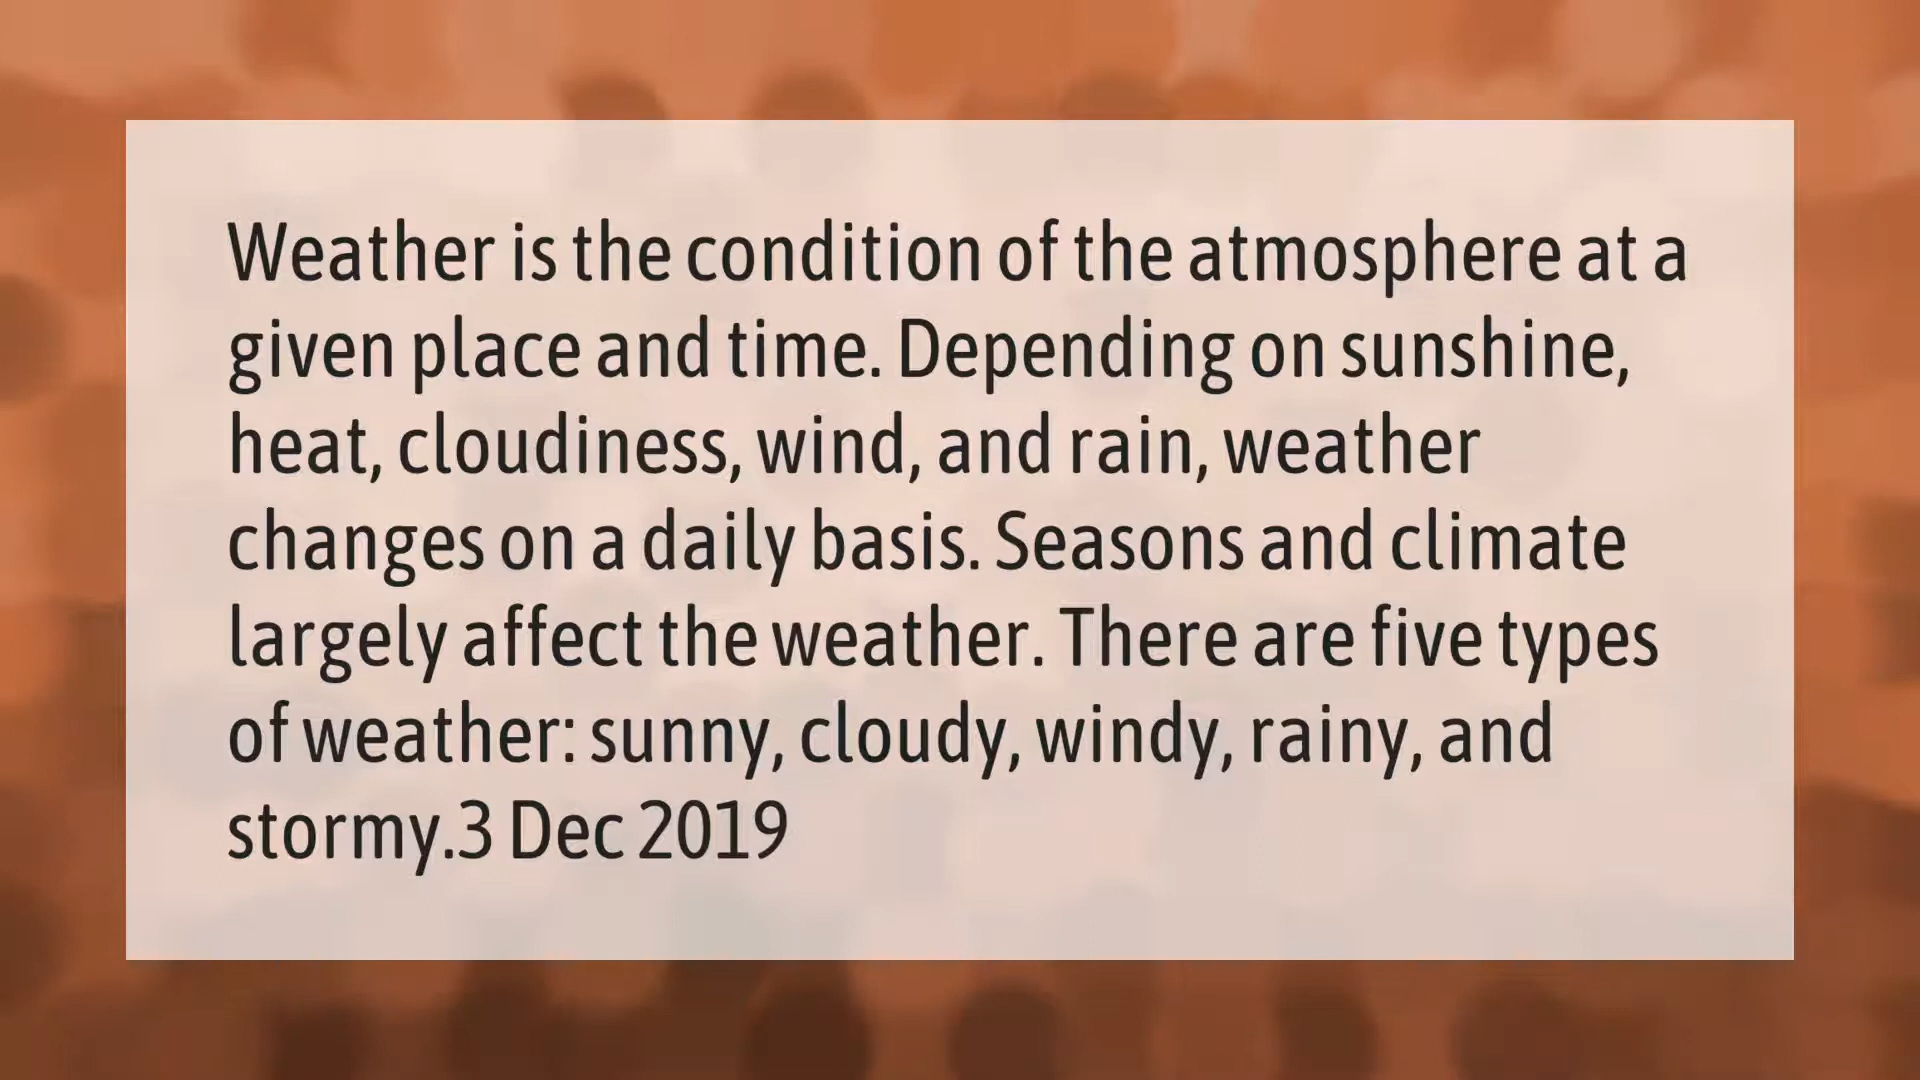 Weather is the condition of the atmosphere at a
given place and time. Depending on sunshine,
heat, cloudiness, wind, and rain, weather
changes on a daily basis. Seasons and climate
largely affect the weather. There are five types
of weather: sunny, cloudy, windy, rainy, and
stormy.3 Dec 2019